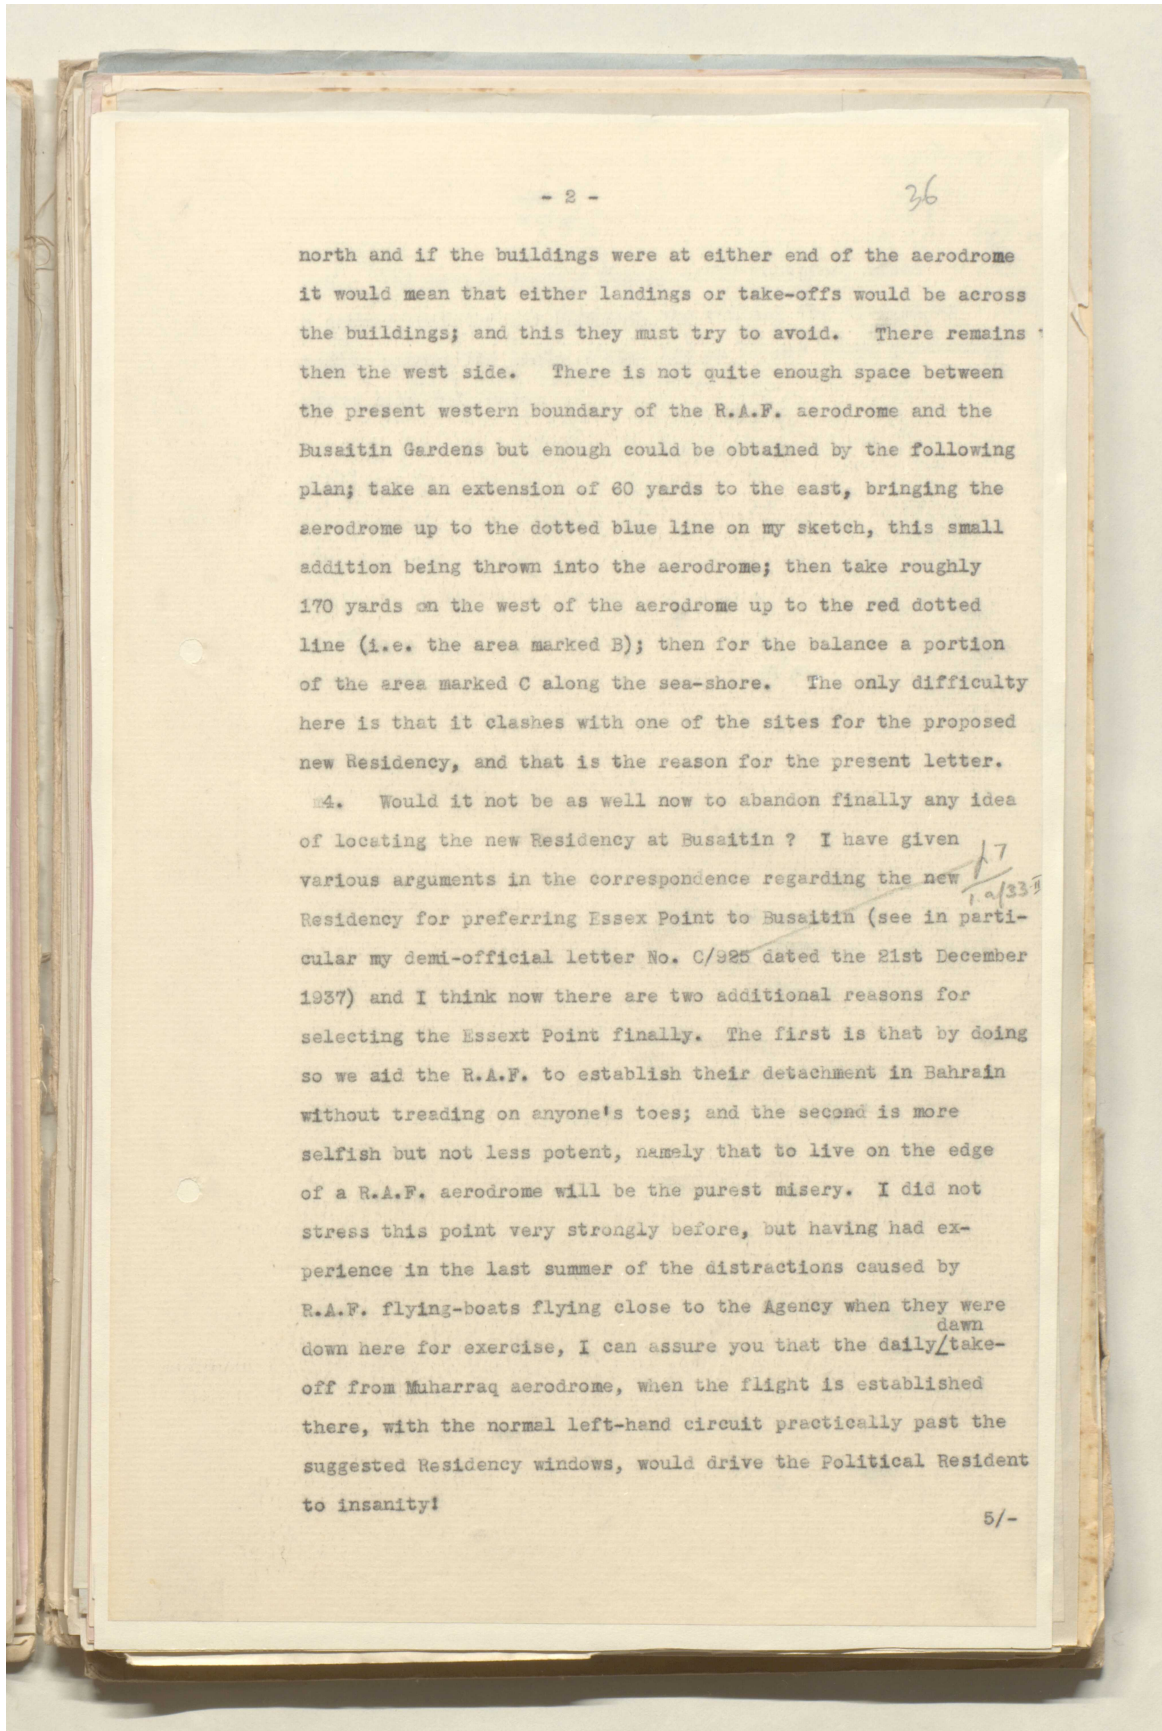 - 2 -
36
north and if the buildings were at either end of the aerodrome
it would mean that either landings or take-offs would be across
the buildings; and this they must try to avoid. There remains
then the west side. There is not quite enough space between
the present western boundary of the R.A.F. aerodrome and the
Busaitin Gardens but enough could be obtained by the following
plan; take an extension of 60 yards to the east, bringing the
aerodrome up to the dotted blue line on my sketch, this small
addition being thrown into the aerodrome; then take roughly
170 yards on the west of the aerodrome up to the red dotted
line (i.e. the area marked B); then for the balance a portion
of the area marked C along the sea-shore. The only difficulty
here is that it clashes with one of the sites for the proposed
new Residency, and that is the reason for the present letter.
4. Would it not be as well now to abandon finally any idea
of locating the new Residency at Busaitin ? I have given
various arguments in the correspondence regarding the new
Residency for preferring Essex Point to Busaitin (see in parti-
cular my demi-official letter No. C/925 dated the 21st December
1937) and I think now there are two additional reasons for
selecting the Essext Point finally. The first is that by doing
so we aid the R.A.F. to establish their detachment in Bahrain
without treading on anyone's toes; and the second is more
selfish but not less potent, namely that to live on the edge
of a R.A.F. aerodrome will be the purest misery. I did not
stress this point very strongly before, but having had ex-
perience in the last summer of the distractions caused by
R.A.F. flying-boats flying close to the Agency when they were
dawn
down here for exercise, I can assure you that the daily/take-
off from Muharraq aerodrome, when the flight is established
there, with the normal left-hand circuit practically past the
suggested Residency windows, would drive the Political Resident
to insanity!
5/-